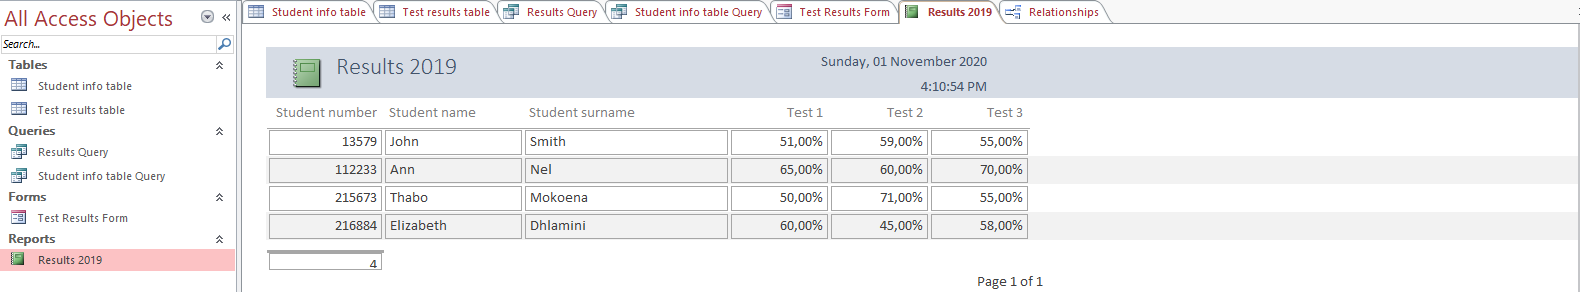 All Access Objects
Search...
Tables
Student info table
Test results table
Queries
Results Query
Student info table Query
Forms
Test Results Form
Reports
Results 2019
Student info table Test results table Results Query Student info table Query Test Results Form Results 2019 Relationships
Results 2019
Sunday, 01 November 2020
4:10:54 PM
Student number Student name Student surname Test 1 Test 2 Test 3
13579 John Smith 51,00% 59,00% 55,00%
112233 Ann Nel 65,00% 60,00% 70,00%
215673 Thabo Mokoena 50,00% 71,00% 55,00%
216884 Elizabeth Dhlamini 60,00% 45,00% 58,00%
4
Page 1 of 1